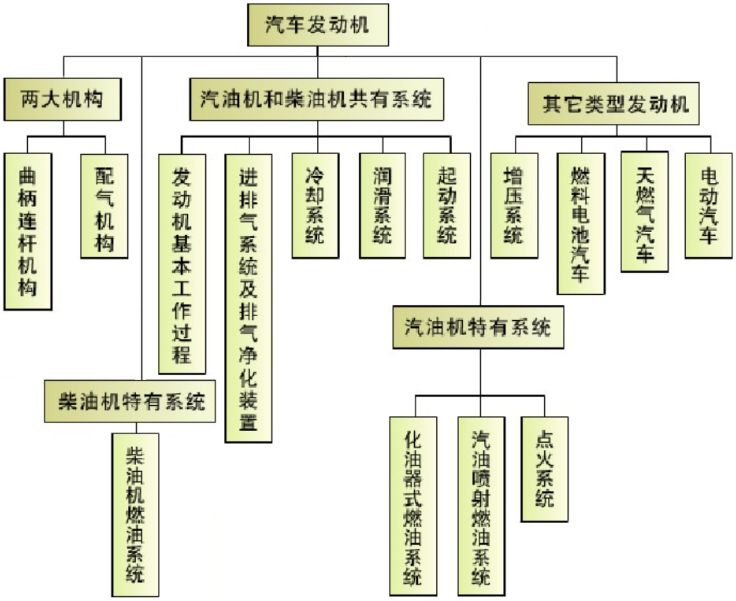 汽车发动机
两大机构
汽油机和柴油机共有系统
其它类型发动机
曲柄连杆机构
配气机构
发动机基本工作过程
进排气系统及排气净化装置
冷却系统
润滑系统
起动系统
增压系统
燃料电池汽车
天燃气汽车
电动汽车
汽油机特有系统
柴油机特有系统
柴油机燃油系统
化油器式燃油系统
汽油喷射燃油系统
点火系统